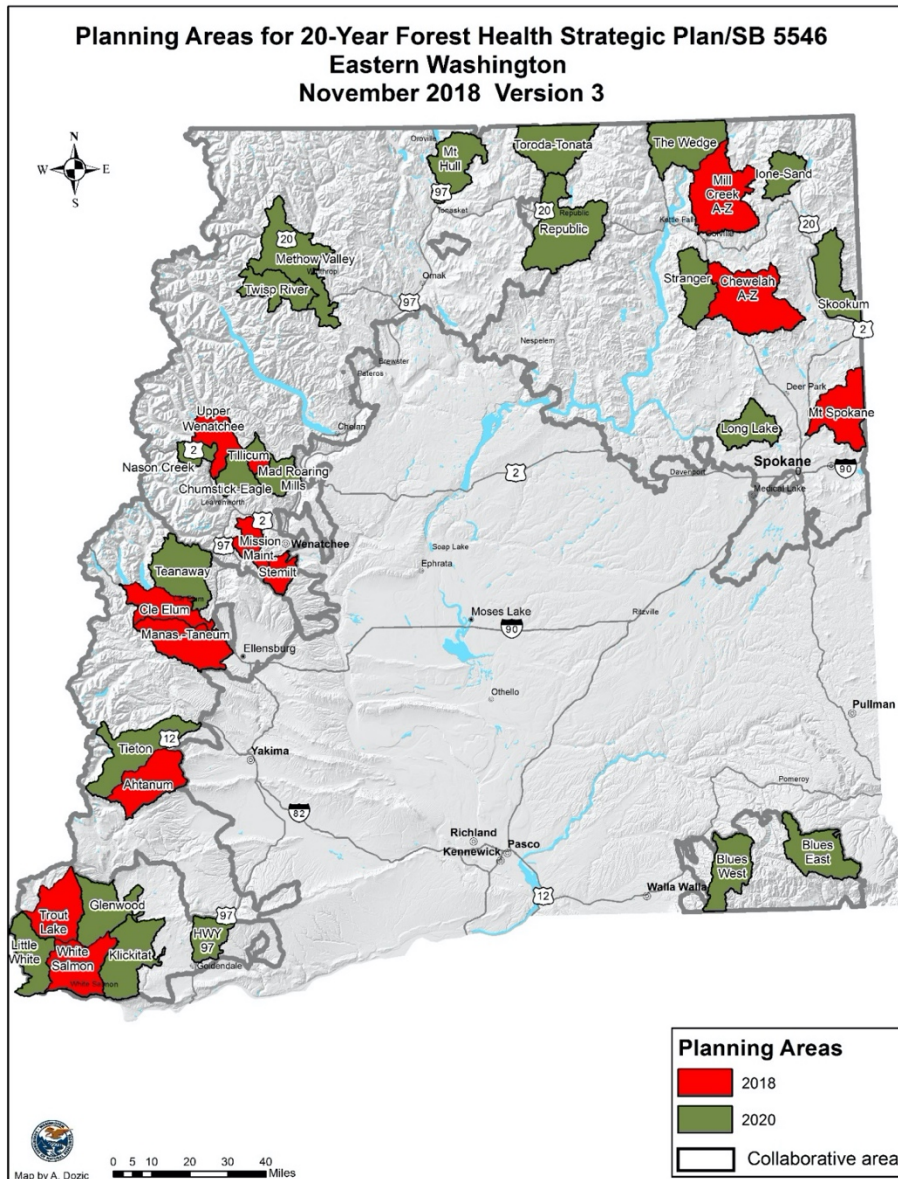 Planning Areas for 20-Year Forest Health Strategic Plan/SB 5546
Eastern Washington
November 2018 Version 3
N
W
E
S
Oroville
Mt
Hull
97
Tonasket
Toroda-Tonata
20
Republic
Republic
The Wedge
Mill
Creek
A-Z
Ione-Sand
Kettle Falls
20
20
Methow Valley
Winthrop
Twisp River
Omak
97
Stranger
Chewelah
A-Z
Skookum
2
Nespelem
Brewster
Pateros
Chelan
Deer Park
Mt Spokane
Long Lake
Spokane
90
Davenport
Medical Lake
Upper
Wenatchee
2
Nason Creek
Tillicum
Mad Roaring
Mills
Chumstick-Eagle
Leavenworth
2
2
97
Mission
Maint
Wenatchee
Stemilt
Soap Lake
Ephrata
Teanaway
Cle Elum
Manas.-Taneum
Ellensburg
Moses Lake
90
Ritzville
Othello
Pullman
Tieton
12
Ahtanum
Yakima
82
Pomeroy
Richland
Pasco
Kennewick
12
Walla Walla
Blues
West
Blues
East
Trout
Lake
Glenwood
Little
White
White
Salmon
White Salmon
Klickitat
97
HWY
97
Goldendale
Planning Areas
2018
2020
Collaborative area
Map by A. Dozic
0 5 10 20 30 40
Miles